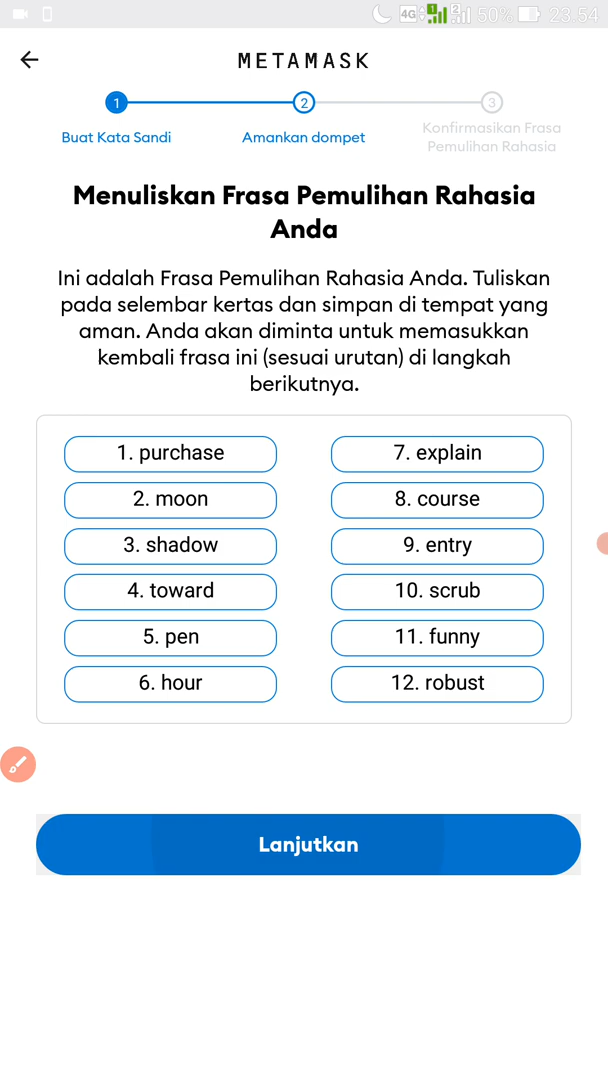 4G 1 2 50% 23.54
METAMASK
1 2 3
Buat Kata Sandi
Amankan dompet
Konfirmasikan Frasa
Pemulihan Rahasia
Menuliskan Frasa Pemulihan Rahasia
Anda
Ini adalah Frasa Pemulihan Rahasia Anda. Tuliskan
pada selembar kertas dan simpan di tempat yang
aman. Anda akan diminta untuk memasukkan
kembali frasa ini (sesuai urutan) di langkah
berikutnya.
1. purchase
2. moon
3. shadow
4. toward
5. pen
6. hour
7. explain
8. course
9. entry
10. scrub
11. funny
12. robust
Lanjutkan